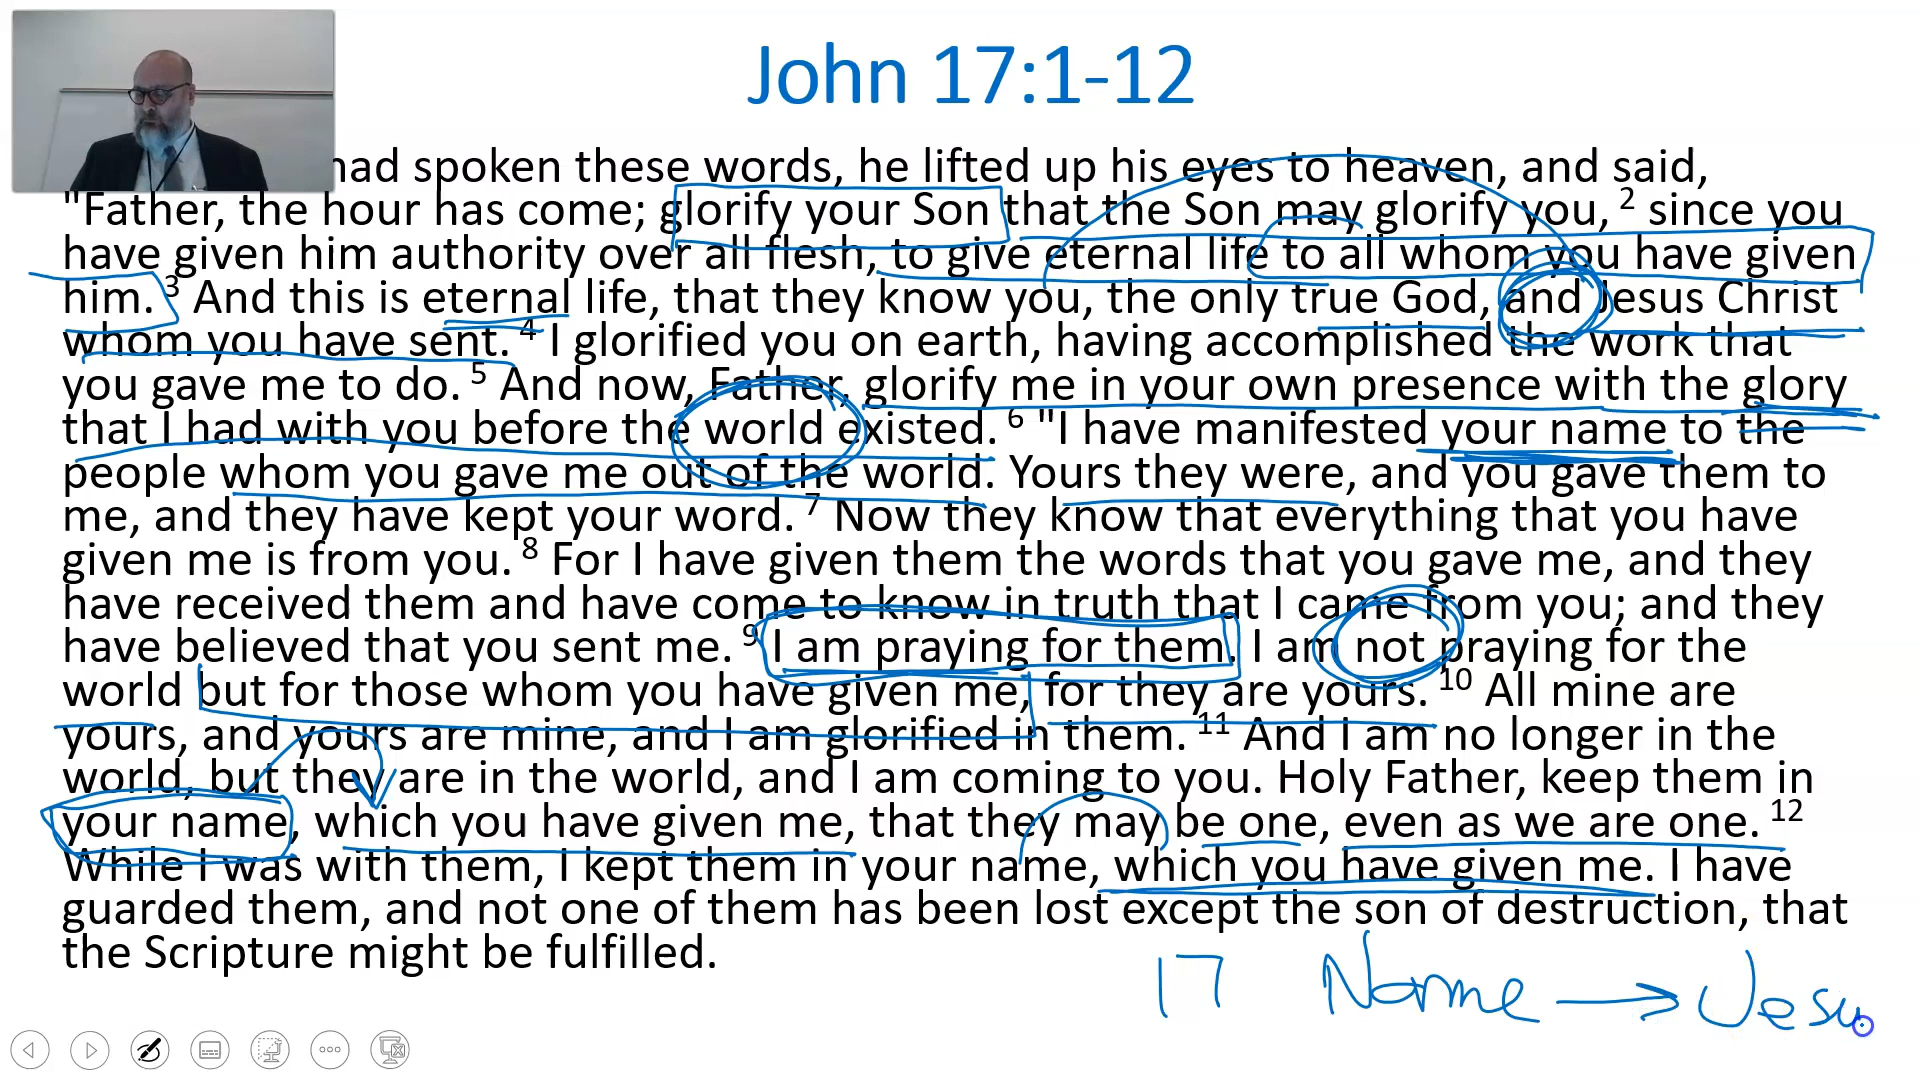 John 17:1-12
had spoken these words, he lifted up his eyes to heaven, and said,
"Father, the hour has come; glorify your Son that the Son may glorify you, 2 since you
have given him authority over all flesh, to give eternal life to all whom you have given
him. 3 And this is eternal life, that they know you, the only true God, and Jesus Christ
whom you have sent. 4 I glorified you on earth, having accomplished the work that
you gave me to do. 5 And now, Father, glorify me in your own presence with the glory
that I had with you before the world existed. 6 "I have manifested your name to the
people whom you gave me out of the world. Yours they were, and you gave them to
me, and they have kept your word. 7 Now they know that everything that you have
given me is from you. 8 For I have given them the words that you gave me, and they
have received them and have come to know in truth that I came from you; and they
have believed that you sent me. 9 I am praying for them. I am not praying for the
world but for those whom you have given me, for they are yours. 10 All mine are
yours, and yours are mine, and I am glorified in them. 11 And I am no longer in the
world, but they are in the world, and I am coming to you. Holy Father, keep them in
your name, which you have given me, that they may be one, even as we are one. 12
While I was with them, I kept them in your name, which you have given me. I have
guarded them, and not one of them has been lost except the son of destruction, that
the Scripture might be fulfilled.
17 Name → Jesu